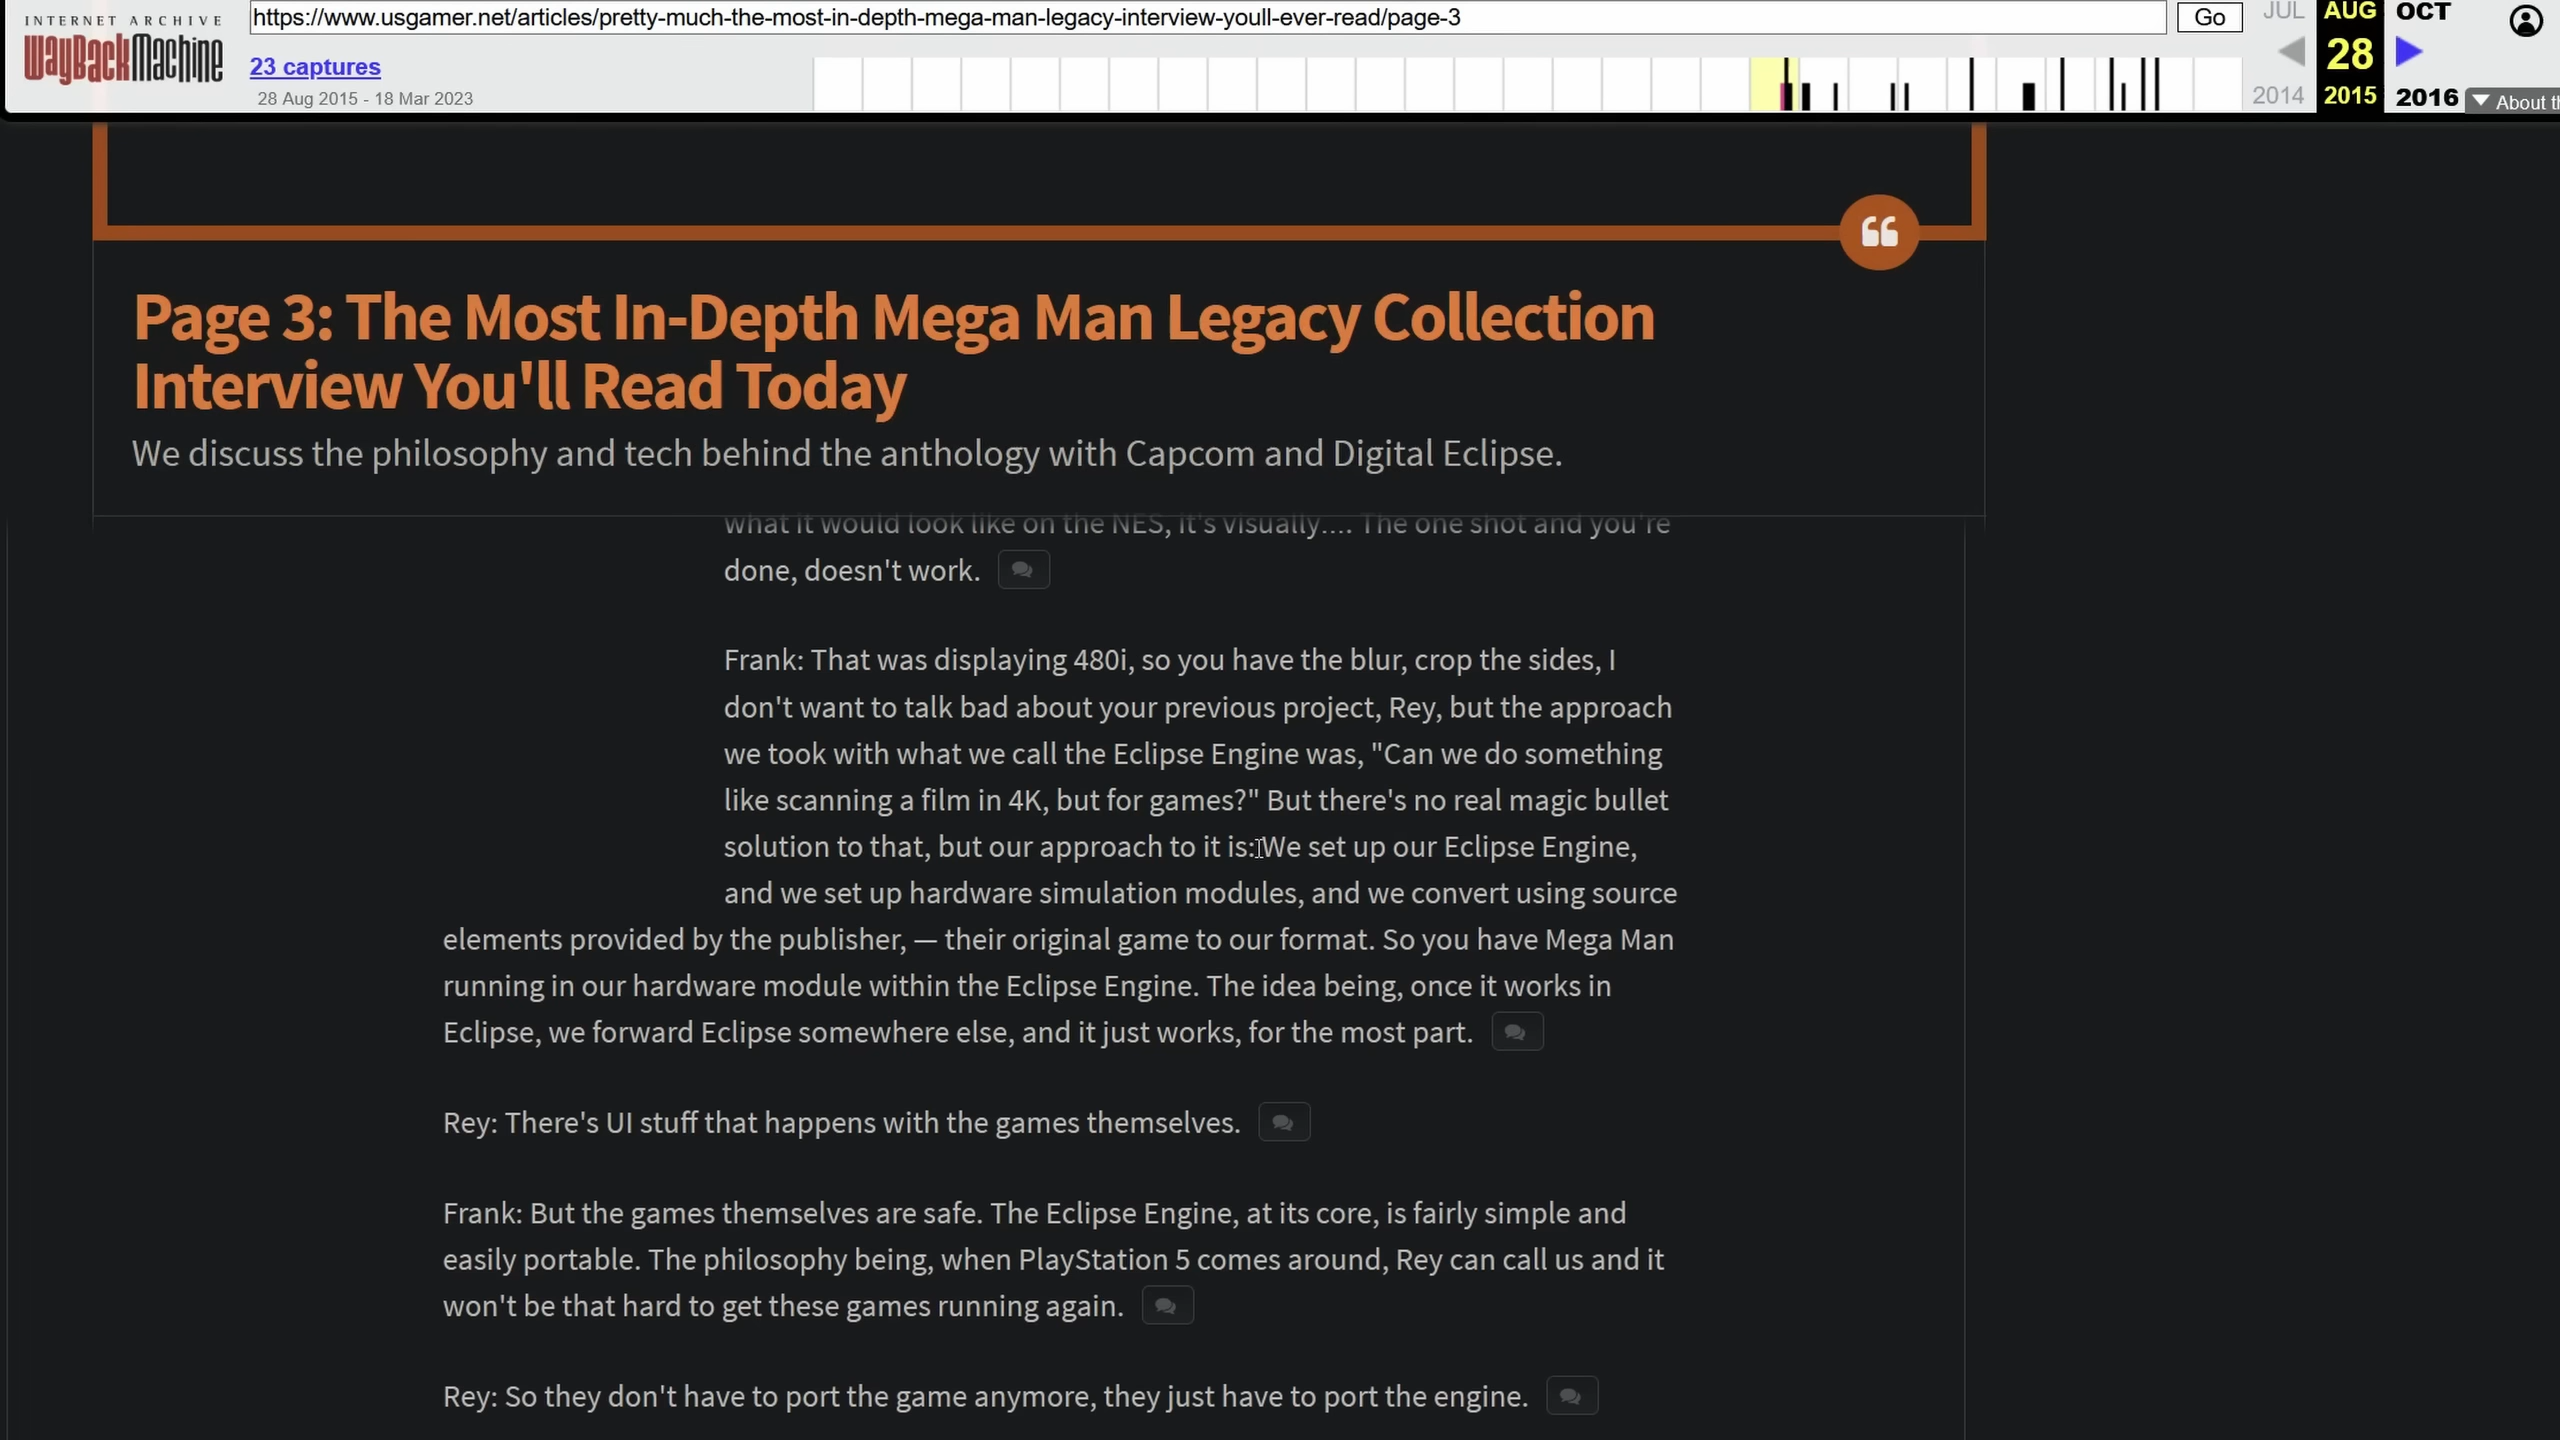 INTERNET ARCHIVE
WayBackMachine
https://www.usgamer.net/articles/pretty-much-the-most-in-depth-mega-man-legacy-interview-youll-ever-read/page-3
Go
JUL
AUG
OCT
23 captures
28
28 Aug 2015 - 18 Mar 2023
2014
2015
2016
About th
Page 3: The Most In-Depth Mega Man Legacy Collection
Interview You'll Read Today
We discuss the philosophy and tech behind the anthology with Capcom and Digital Eclipse.
what it would look like on the NES, it's visually.... The one shot and you're
done, doesn't work.
Frank: That was displaying 480i, so you have the blur, crop the sides, I
don't want to talk bad about your previous project, Rey, but the approach
we took with what we call the Eclipse Engine was, "Can we do something
like scanning a film in 4K, but for games?" But there's no real magic bullet
solution to that, but our approach to it is: We set up our Eclipse Engine,
and we set up hardware simulation modules, and we convert using source
elements provided by the publisher, — their original game to our format. So you have Mega Man
running in our hardware module within the Eclipse Engine. The idea being, once it works in
Eclipse, we forward Eclipse somewhere else, and it just works, for the most part.
Rey: There's UI stuff that happens with the games themselves.
Frank: But the games themselves are safe. The Eclipse Engine, at its core, is fairly simple and
easily portable. The philosophy being, when PlayStation 5 comes around, Rey can call us and it
won't be that hard to get these games running again.
Rey: So they don't have to port the game anymore, they just have to port the engine.